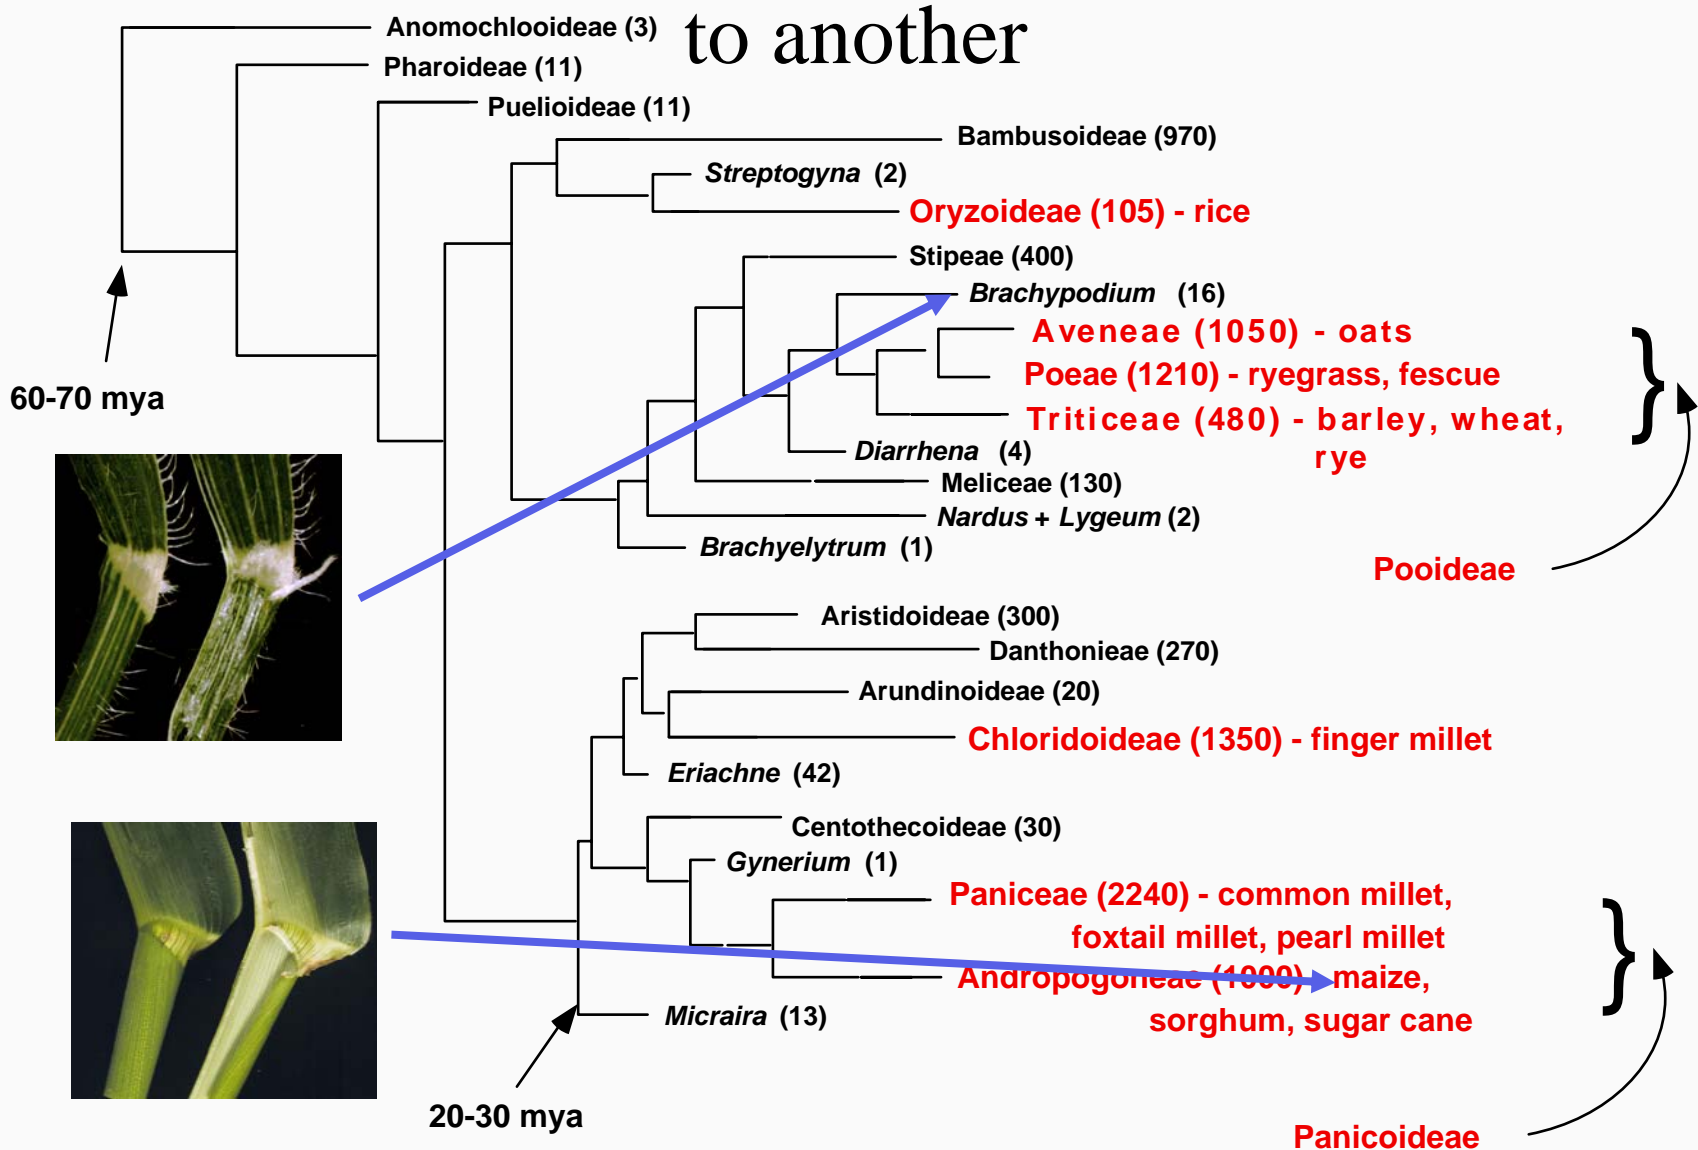 to another
Anomochlooideae (3)
Pharoideae (11)
Puelioideae (11)
Bambusoideae (970)
Streptogyna (2)
Oryzoideae (105) - rice
Stipeae (400)
Brachypodium (16)
Aveneae (1050) - oats
Poeae (1210) - ryegrass, fescue
Triticeae (480) - barley, wheat,
rye
60-70 mya
Diarrhena (4)
Meliceae (130)
Nardus + Lygeum (2)
Brachyelytrum (1)
Pooideae
Aristidoideae (300)
Danthonieae (270)
Arundinoideae (20)
Chloridoideae (1350) - finger millet
Eriachne (42)
Centothecoideae (30)
Gynerium (1)
Paniceae (2240) - common millet,
foxtail millet, pearl millet
Andropogoneae (1000) - maize,
sorghum, sugar cane
Micraira (13)
20-30 mya
Panicoideae